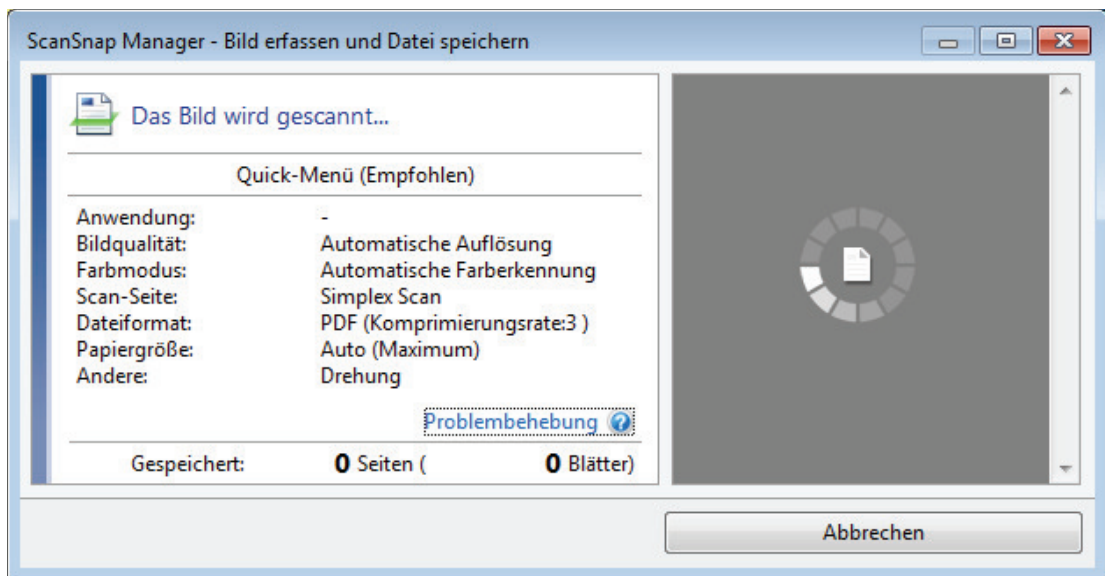 ScanSnap Manager - Bild erfassen und Datei speichern
Das Bild wird gescannt...
Quick-Menü (Empfohlen)
Anwendung: -
Bildqualität: Automatische Auflösung
Farbmodus: Automatische Farberkennung
Scan-Seite: Simplex Scan
Dateiformat: PDF (Komprimierungsrate:3 )
Papiergröße: Auto (Maximum)
Andere: Drehung
Problembehebung ?
Gespeichert: 0 Seiten ( 0 Blätter)
Abbrechen